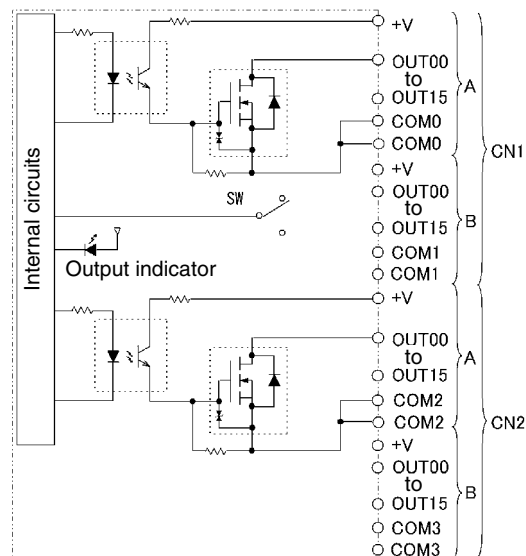 +V
OUT00
to
OUT15
COM0
COM0
A
+V
OUT00
to
OUT15
COM1
COM1
B
CN1
Internal circuits
SW
Output indicator
+V
OUT00
to
OUT15
COM2
COM2
A
+V
OUT00
to
OUT15
COM3
COM3
B
CN2